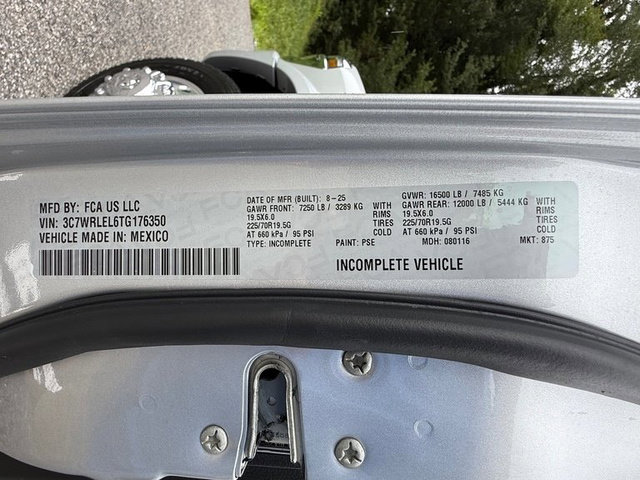 MFD BY: FCA US LLC
VIN: 3C7WRLEL6TG176350
VEHICLE MADE IN: MEXICO
DATE OF MFR (BUILT): 8-25
GAWR FRONT: 7250 LB / 3289 KG WITH
19.5X6.0 RIMS
225/70R19.5G TIRES
AT 660 kPa / 95 PSI COLD
TYPE: INCOMPLETE
GVWR: 16500 LB / 7485 KG
GAWR REAR: 12000 LB / 5444 KG WITH
19.5X6.0 RIMS
225/70R19.5G TIRES
AT 660 kPa / 95 PSI COLD
PAINT: PSE MDH: 080116 MKT: 875
INCOMPLETE VEHICLE